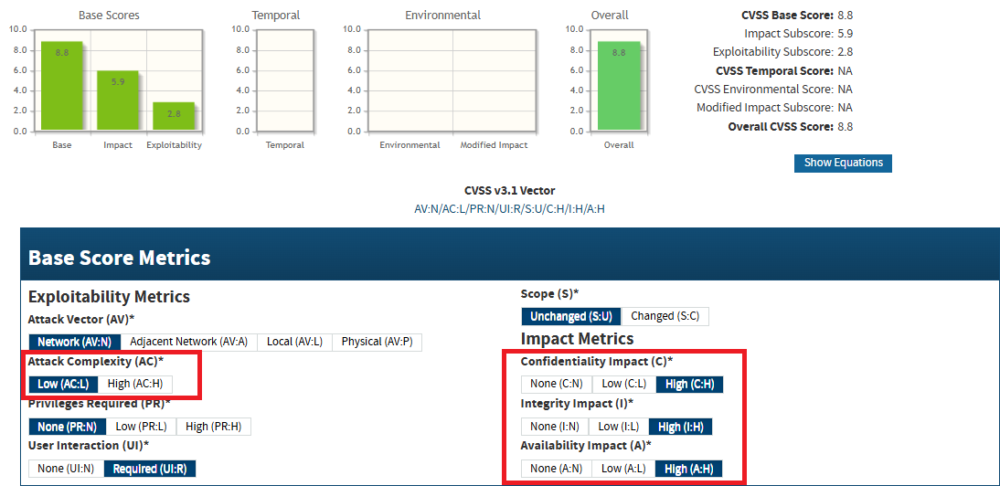 Base Scores
Temporal
Environmental
Overall
10.0
8.0
6.0
4.0
2.0
0.0
8.8
5.9
2.8
Base
Impact
Exploitability
10.0
8.0
6.0
4.0
2.0
0.0
Temporal
10.0
8.0
6.0
4.0
2.0
0.0
Environmental
Modified Impact
10.0
8.0
6.0
4.0
2.0
0.0
8.8
Overall
CVSS Base Score: 8.8
Impact Subscore: 5.9
Exploitability Subscore: 2.8
CVSS Temporal Score: NA
CVSS Environmental Score: NA
Modified Impact Subscore: NA
Overall CVSS Score: 8.8
Show Equations
CVSS v3.1 Vector
AV:N/AC:L/PR:N/UI:R/S:U/C:H/I:H/A:H
Base Score Metrics
Exploitability Metrics
Attack Vector (AV)*
Network (AV:N) Adjacent Network (AV:A) Local (AV:L) Physical (AV:P)
Attack Complexity (AC)*
Low (AC:L) High (AC:H)
Privileges Required (PR)*
None (PR:N) Low (PR:L) High (PR:H)
User Interaction (UI)*
None (UI:N) Required (UI:R)
Scope (S)*
Unchanged (S:U) Changed (S:C)
Impact Metrics
Confidentiality Impact (C)*
None (C:N) Low (C:L) High (C:H)
Integrity Impact (I)*
None (I:N) Low (I:L) High (I:H)
Availability Impact (A)*
None (A:N) Low (A:L) High (A:H)